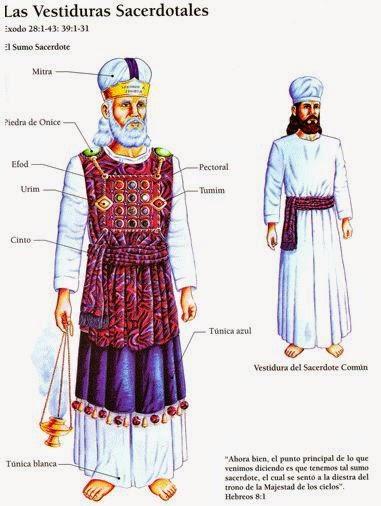 Las Vestiduras Sacerdotales
Exodo 28:1-43: 39:1-31
El Sumo Sacerdote
Mitra
Piedra de Onice
Efod
Urim
Cinto
Pectoral
Tumim
Túnica azul
Túnica blanca
Vestidura del Sacerdote Común
“Ahora bien, el punto principal de lo que
venimos diciendo es que tenemos tal sumo
sacerdote, el cual se sentó a la diestra del
trono de la Majestad de los cielos”.
Hebreos 8:1